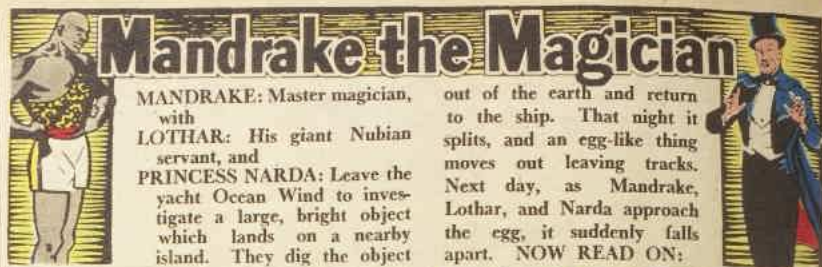 Mandrake the Magician
MANDRAKE: Master magician,
with
LOTHAR: His giant Nubian
servant, and
PRINCESS NARDA: Leave the
yacht Ocean Wind to inves-
tigate a large, bright object
which lands on a nearby
island. They dig the object
out of the earth and return
to the ship. That night it
splits, and an egg-like thing
moves out leaving tracks.
Next day, as Mandrake,
Lothar, and Narda approach
the egg, it suddenly falls
apart. NOW READ ON: